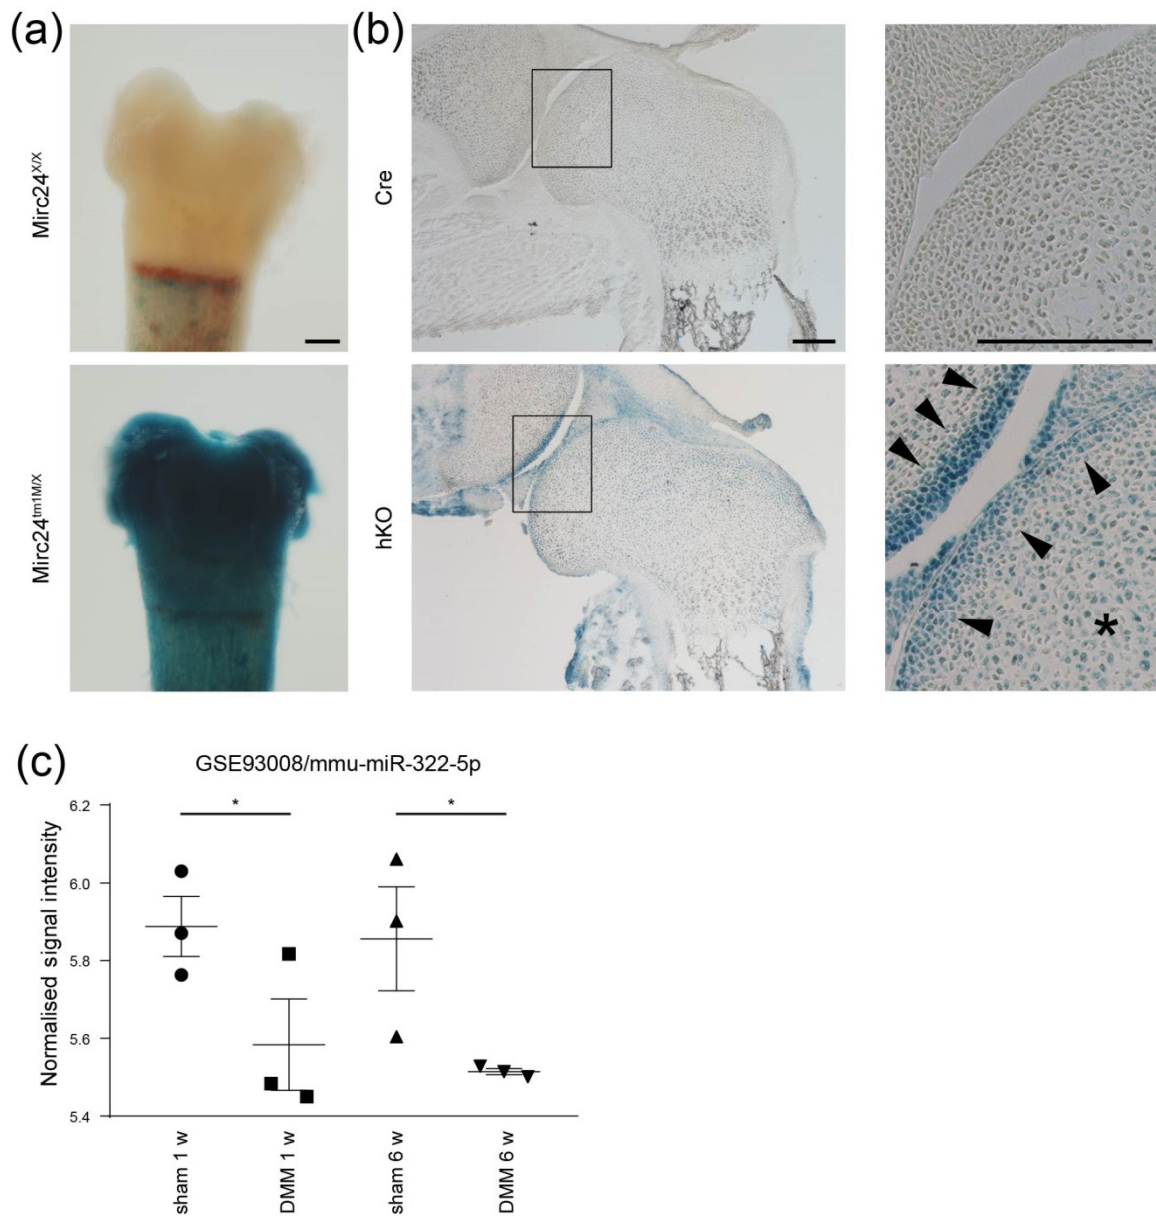 (a)
(b)
Mirc24X/X
Cre
Mirc24tm1M/X
hKO
*
(c)
GSE93008/mmu-miR-322-5p
Normalised signal intensity
6.2
6.0
5.8
5.6
5.4
*
*
sham 1 w
DMM 1 w
sham 6 w
DMM 6 w